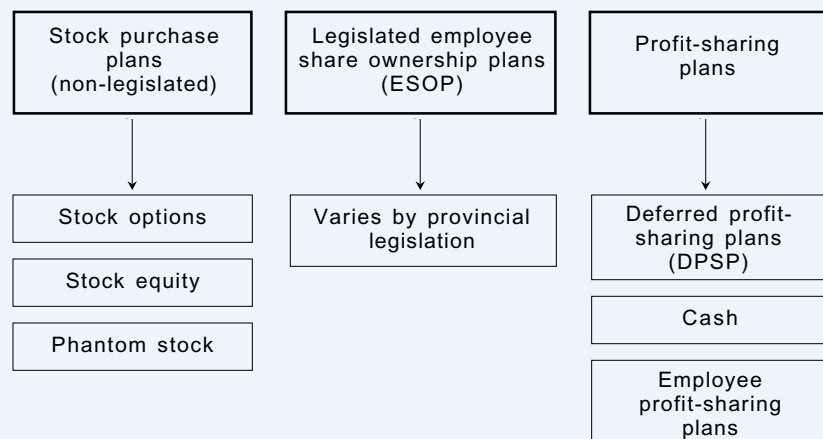 Stock purchase
plans
(non-legislated)
Legislated employee
share ownership plans
(ESOP)
Profit-sharing
plans
Stock options
Stock equity
Phantom stock
Varies by provincial
legislation
Deferred profit-
sharing plans
(DPSP)
Cash
Employee
profit-sharing
plans